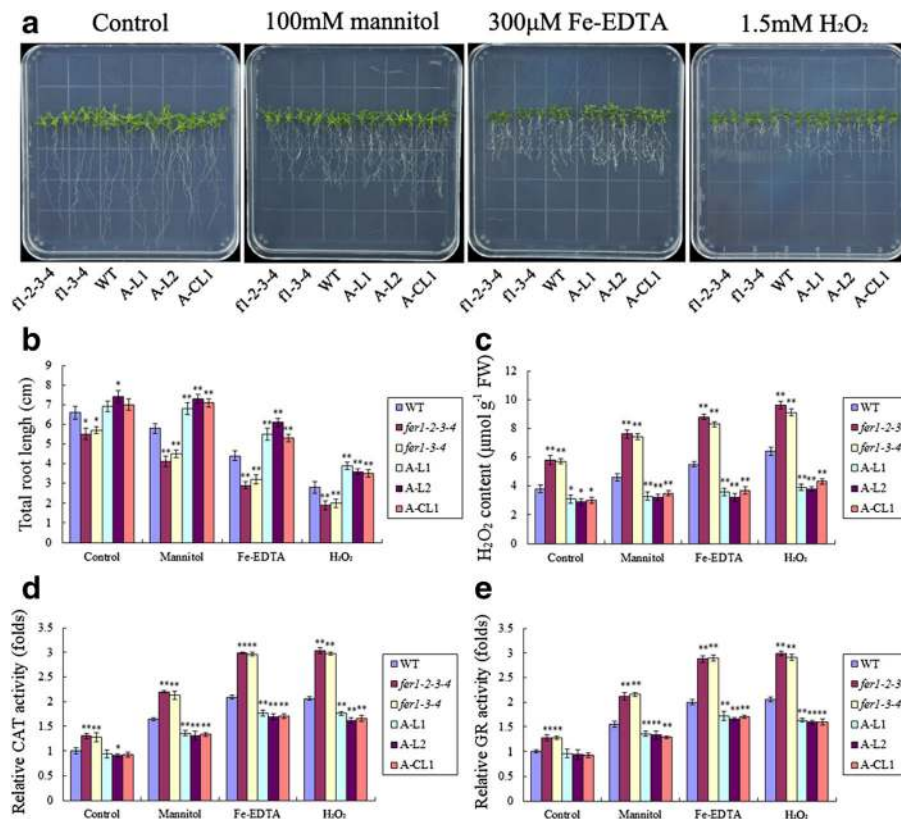 a Control 100mM mannitol 300μM Fe-EDTA 1.5mM H₂O₂
f1-2-3-4 f1-3-4 WT A-L1 A-L2 A-CL1 f1-2-3-4 f1-3-4 WT A-L1 A-L2 A-CL1 f1-2-3-4 f1-3-4 WT A-L1 A-L2 A-CL1 f1-2-3-4 f1-3-4 WT A-L1 A-L2 A-CL1
b
Total root lengh (cm)
9
8
7
6
5
4
3
2
1
0
* * *
** ** ** ** **
** ** ** ** **
** ** ** ** **
Control Mannitol Fe-EDTA H₂O₂
WT
fer1-2-3-4
fer1-3-4
A-L1
A-L2
A-CL1
c
H₂O₂ content (μmol g⁻¹ FW)
12
10
8
6
4
2
0
** ** * * *
** ** ** ** **
** ** ** ** **
** ** ** ** **
Control Mannitol Fe-EDTA H₂O₂
WT
fer1-2-3
fer1-3-4
A-L1
A-L2
A-CL1
d
Relative CAT activity (folds)
3.5
3
2.5
2
1.5
1
0.5
0
**** *
**** ******
**** ******
** ** ** ** **
Control Mannitol Fe-EDTA H₂O₂
WT
fer1-2-3-4
fer1-3-4
A-L1
A-L2
A-CL1
e
Relative GR activity (folds)
3.5
3
2.5
2
1.5
1
0.5
0
****
** ** **** **
** ** ** ** **
** ** ** ****
Control Mannitol Fe-EDTA H₂O₂
WT
fer1-2-3
fer1-3-4
A-L1
A-L2
A-CL1